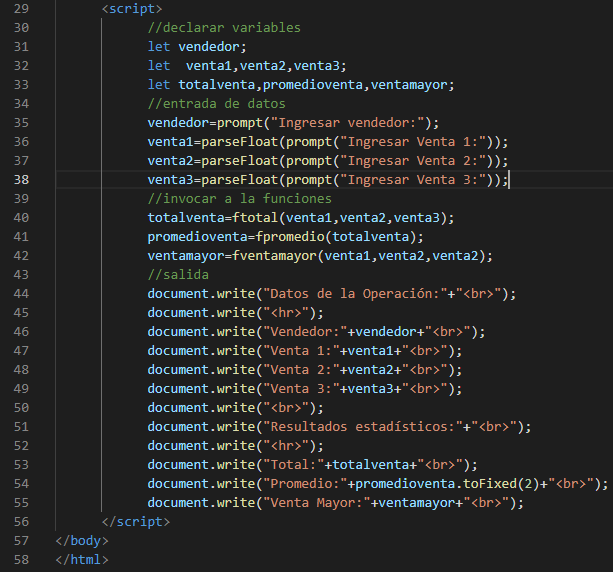 29 <script>
30 //declarar variables
31 let vendedor;
32 let  venta1,venta2,venta3;
33 let totalventa,promedioventa,ventamayor;
34 //entrada de datos
35 vendedor=prompt("Ingresar vendedor:");
36 venta1=parseFloat(prompt("Ingresar Venta 1:"));
37 venta2=parseFloat(prompt("Ingresar Venta 2:"));
38 venta3=parseFloat(prompt("Ingresar Venta 3:"));
39 //invocar a la funciones
40 totalventa=ftotal(venta1,venta2,venta3);
41 promedioventa=fpromedio(totalventa);
42 ventamayor=fventamayor(venta1,venta2,venta2);
43 //salida
44 document.write("Datos de la Operación:"+"<br>");
45 document.write("<hr>");
46 document.write("Vendedor:"+vendedor+"<br>");
47 document.write("Venta 1:"+venta1+"<br>");
48 document.write("Venta 2:"+venta2+"<br>");
49 document.write("Venta 3:"+venta3+"<br>");
50 document.write("<br>");
51 document.write("Resultados estadísticos:"+"<br>");
52 document.write("<hr>");
53 document.write("Total:"+totalventa+"<br>");
54 document.write("Promedio:"+promedioventa.toFixed(2)+"<br>");
55 document.write("Venta Mayor:"+ventamayor+"<br>");
56 </script>
57 </body>
58 </html>